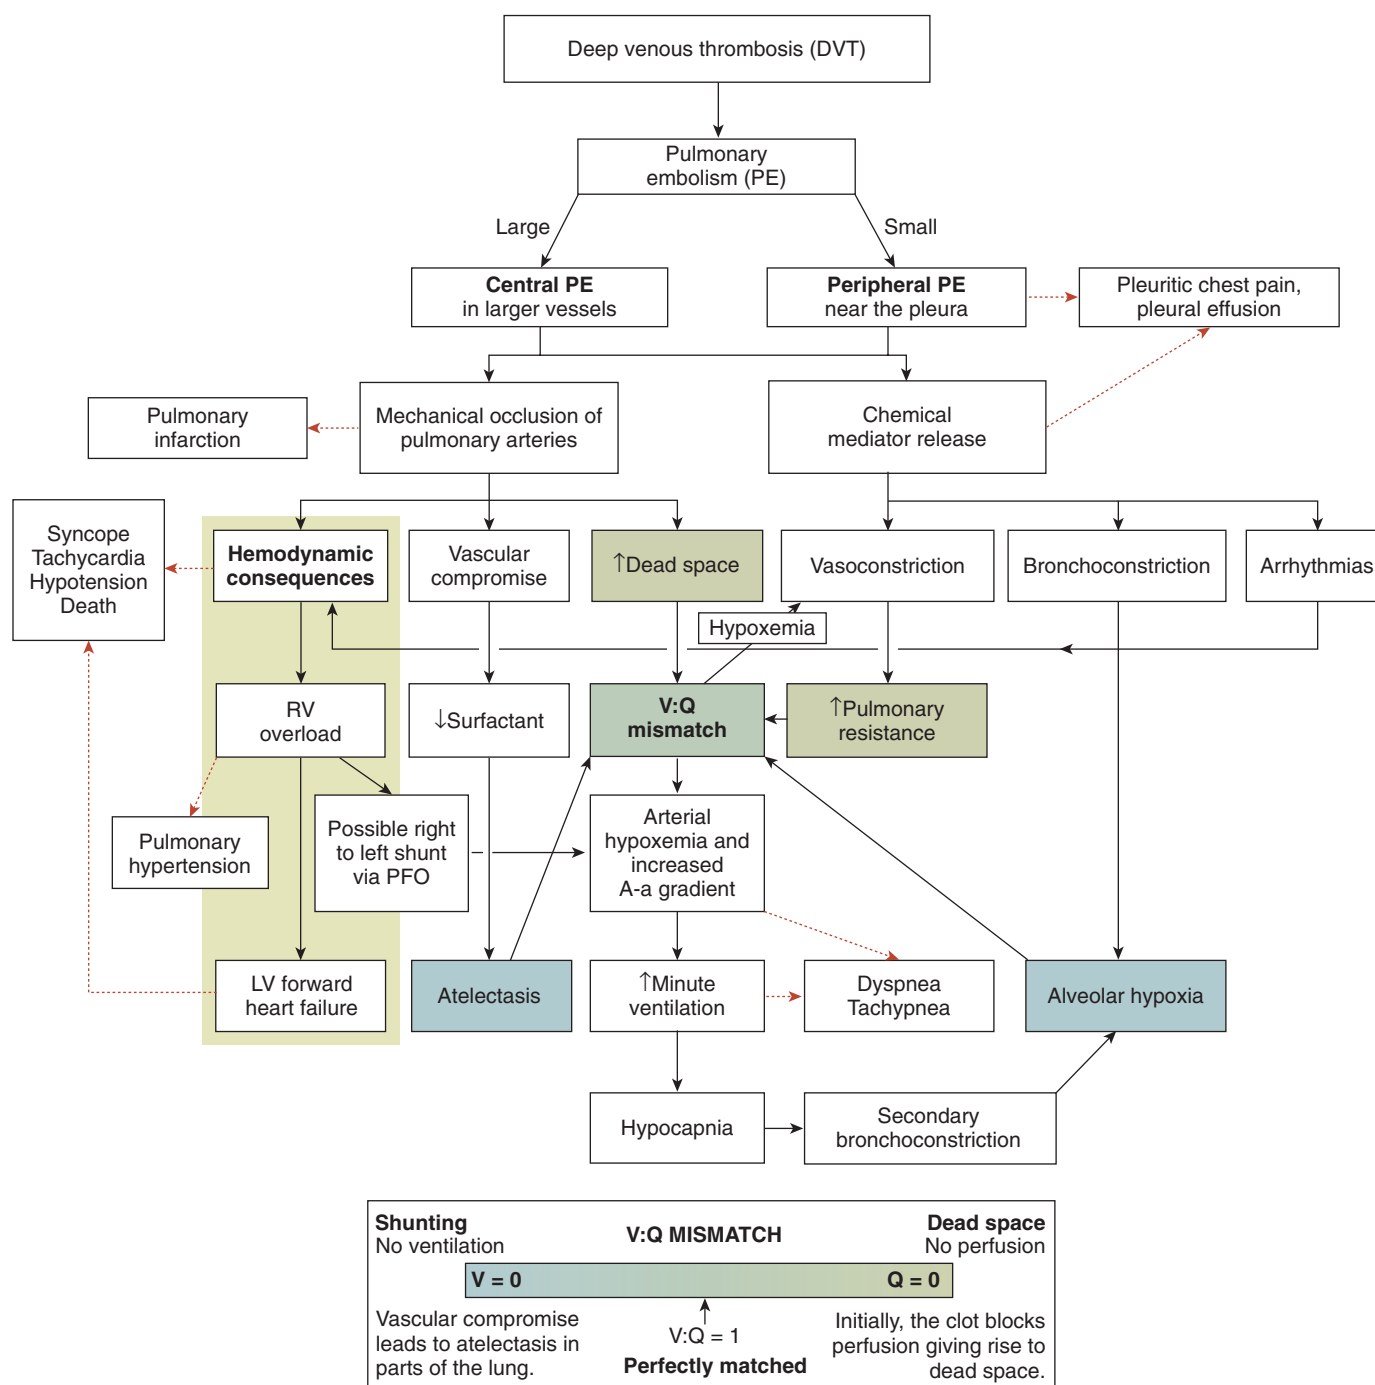 Deep venous thrombosis (DVT)
Pulmonary
embolism (PE)
Large
Small
Central PE
in larger vessels
Peripheral PE
near the pleura
Pleuritic chest pain,
pleural effusion
Pulmonary
infarction
Mechanical occlusion of
pulmonary arteries
Chemical
mediator release
Syncope
Tachycardia
Hypotension
Death
Hemodynamic
consequences
Vascular
compromise
↑Dead space
Vasoconstriction
Bronchoconstriction
Arrhythmias
Hypoxemia
RV
overload
↓Surfactant
V:Q
mismatch
↑Pulmonary
resistance
Pulmonary
hypertension
Possible right
to left shunt
via PFO
Arterial
hypoxemia and
increased
A-a gradient
LV forward
heart failure
Atelectasis
↑Minute
ventilation
Dyspnea
Tachypnea
Alveolar hypoxia
Hypocapnia
Secondary
bronchoconstriction
Shunting
No ventilation
V:Q MISMATCH
Dead space
No perfusion
V = 0
Q = 0
Vascular compromise
leads to atelectasis in
parts of the lung.
V:Q = 1
Perfectly matched
Initially, the clot blocks
perfusion giving rise to
dead space.